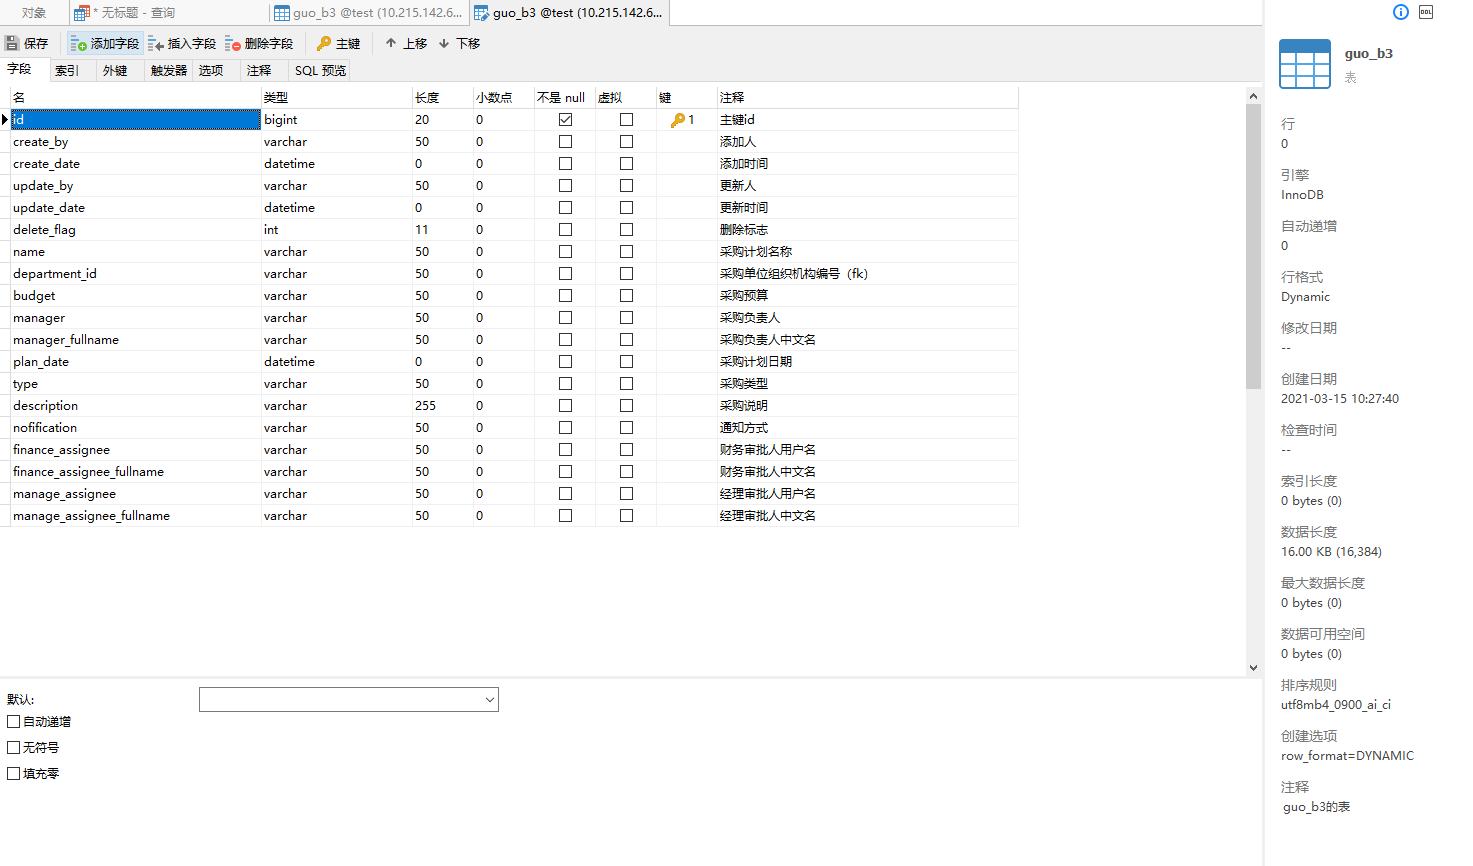 对象
* 无标题 - 查询
guo_b3 @test (10.215.142.6...
guo_b3 @test (10.215.142.6...
保存 添加字段 插入字段 删除字段 主键 上移 下移
字段 索引 外键 触发器 选项 注释 SQL 预览
名 类型 长度 小数点 不是 null 虚拟 键 注释
id bigint 20 0 1 主键id
create_by varchar 50 0 添加人
create_date datetime 0 0 添加时间
update_by varchar 50 0 更新人
update_date datetime 0 0 更新时间
delete_flag int 11 0 删除标志
name varchar 50 0 采购计划名称
department_id varchar 50 0 采购单位组织机构编号（fk）
budget varchar 50 0 采购预算
manager varchar 50 0 采购负责人
manager_fullname varchar 50 0 采购负责人中文名
plan_date datetime 0 0 采购计划日期
type varchar 50 0 采购类型
description varchar 255 0 采购说明
nofification varchar 50 0 通知方式
finance_assignee varchar 50 0 财务审批人用户名
finance_assignee_fullname varchar 50 0 财务审批人中文名
manage_assignee varchar 50 0 经理审批人用户名
manage_assignee_fullname varchar 50 0 经理审批人中文名
默认:
自动递增
无符号
填充零
DDL
guo_b3
表
行
0
引擎
InnoDB
自动递增
0
行格式
Dynamic
修改日期
--
创建日期
2021-03-15 10:27:40
检查时间
--
索引长度
0 bytes (0)
数据长度
16.00 KB (16,384)
最大数据长度
0 bytes (0)
数据可用空间
0 bytes (0)
排序规则
utf8mb4_0900_ai_ci
创建选项
row_format=DYNAMIC
注释
guo_b3的表